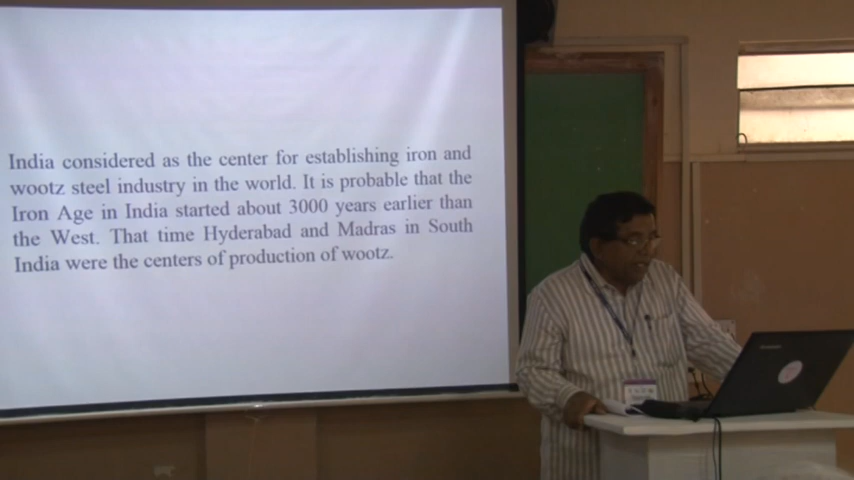 India considered as the center for establishing iron and
wootz steel industry in the world. It is probable that the
Iron Age in India started about 3000 years earlier than
the West. That time Hyderabad and Madras in South
India were the centers of production of wootz.